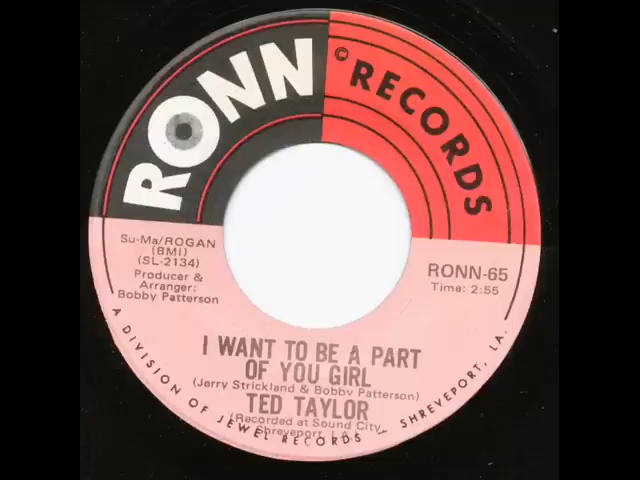 RONN © RECORDS
Su-Ma/ROGAN
(BMI)
(SL-2134)
Producer &
Arranger:
Bobby Patterson
RONN-65
Time: 2:55
I WANT TO BE A PART
OF YOU GIRL
(Jerry Strickland & Bobby Patterson)
TED TAYLOR
(Recorded at Sound City
Shreveport, LA.)
A DIVISION OF JEWEL RECORDS - SHREVEPORT, LA.